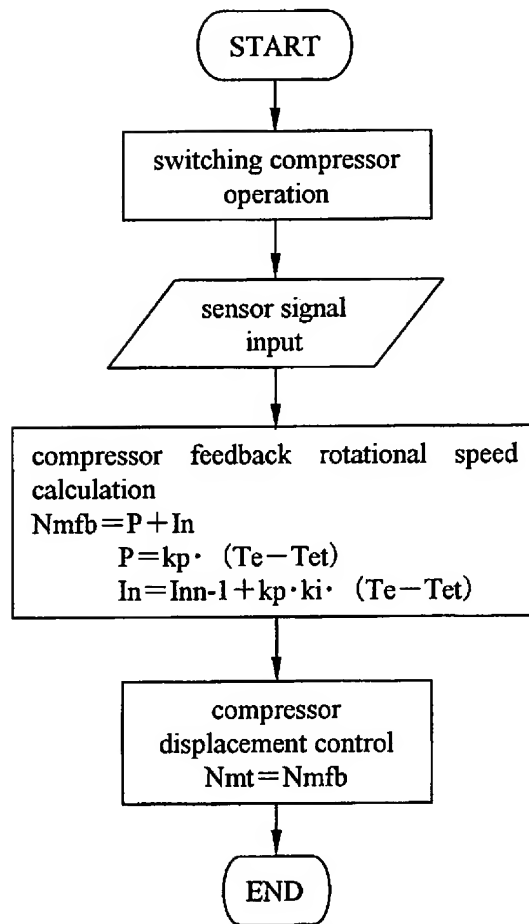 START
switching compressor
operation
sensor signal
input
compressor feedback rotational speed
calculation
Nmfb=P+In
P=kp· (Te−Tet)
In=Inn-1+kp·ki· (Te−Tet)
compressor
displacement control
Nmt=Nmfb
END